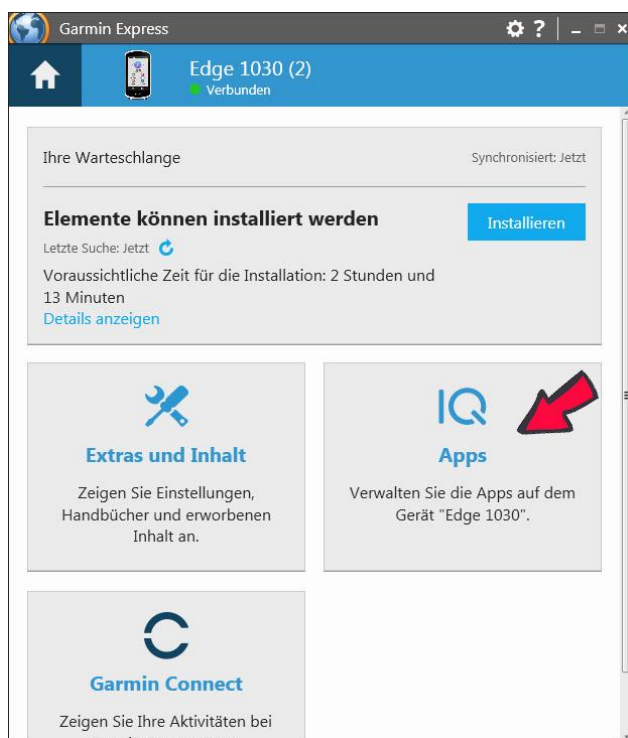 Garmin Express
?
Edge 1030 (2)
Verbunden
Ihre Warteschlange
Synchronisiert: Jetzt
Elemente können installiert werden
Installieren
Letzte Suche: Jetzt
Voraussichtliche Zeit für die Installation: 2 Stunden und
13 Minuten
Details anzeigen
Extras und Inhalt
Zeigen Sie Einstellungen,
Handbücher und erworbenen
Inhalt an.
IQ
Apps
Verwalten Sie die Apps auf dem
Gerät "Edge 1030".
Garmin Connect
Zeigen Sie Ihre Aktivitäten bei